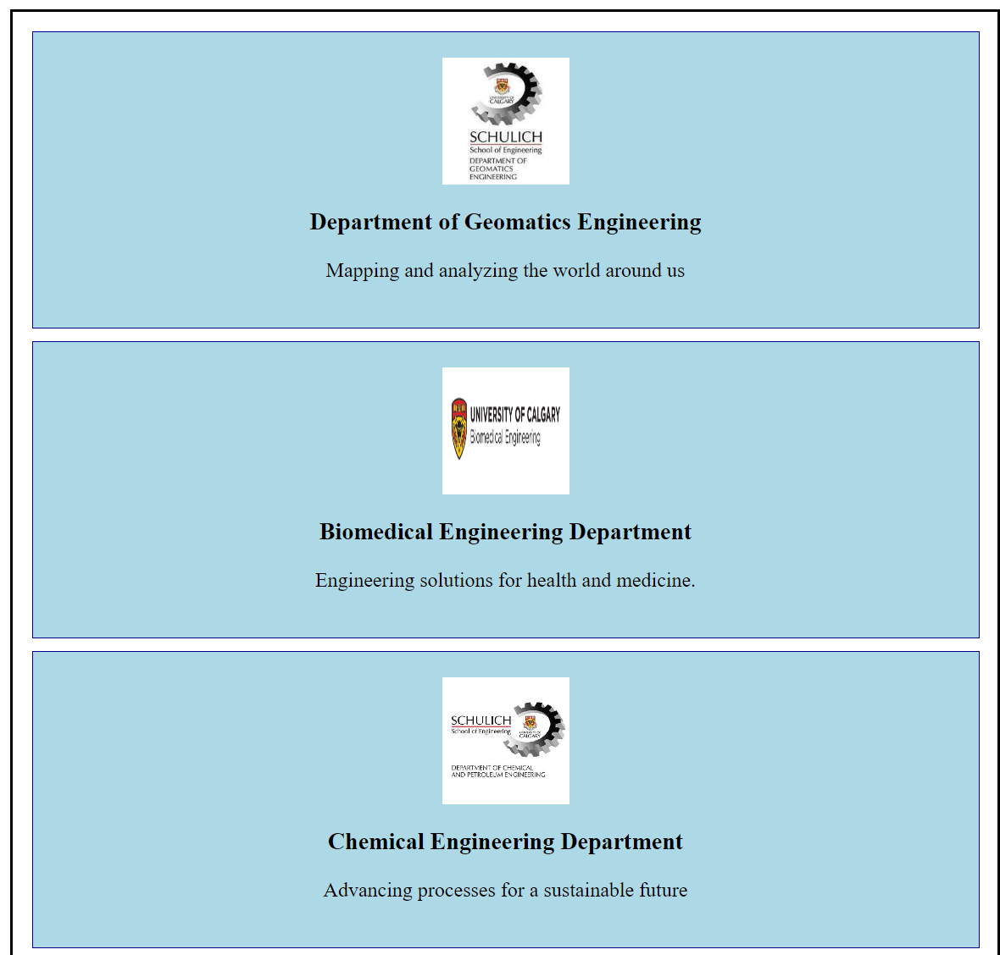 UNIVERSITY OF
CALGARY
SCHULICH
School of Engineering
DEPARTMENT OF
GEOMATICS
ENGINEERING
Department of Geomatics Engineering
Mapping and analyzing the world around us
UNIVERSITY OF CALGARY
Biomedical Engineering
Biomedical Engineering Department
Engineering solutions for health and medicine.
SCHULICH
School of Engineering
UNIVERSITY OF
CALGARY
DEPARTMENT OF CHEMICAL
AND PETROLEUM ENGINEERING
Chemical Engineering Department
Advancing processes for a sustainable future